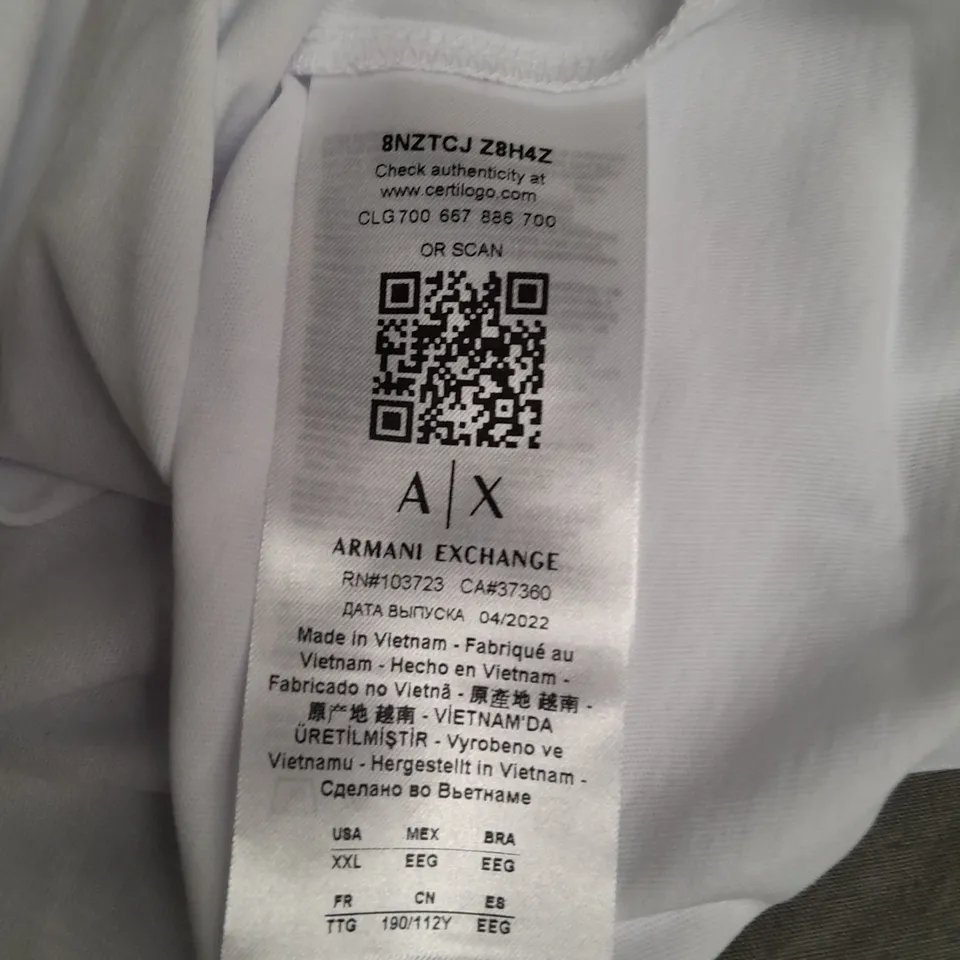 8NZTCJ Z8H4Z
Check authenticity at
www.certilogo.com
CLG 700 667 886 700
OR SCAN
A|X
ARMANI EXCHANGE
RN#103723 CA#37360
ДАТА ВЫПУСКА 04/2022
Made in Vietnam - Fabriqué au
Vietnam - Hecho en Vietnam -
Fabricado no Vietnã - 原產地 越南 -
原产地 越南 - VİETNAM'DA
ÜRETİLMİŞTİR - Vyrobeno ve
Vietnamu - Hergestellt in Vietnam -
Сделано во Вьетнаме
USA MEX BRA
XXL EEG EEG
FR CN ES
TTG 190/112Y EEG